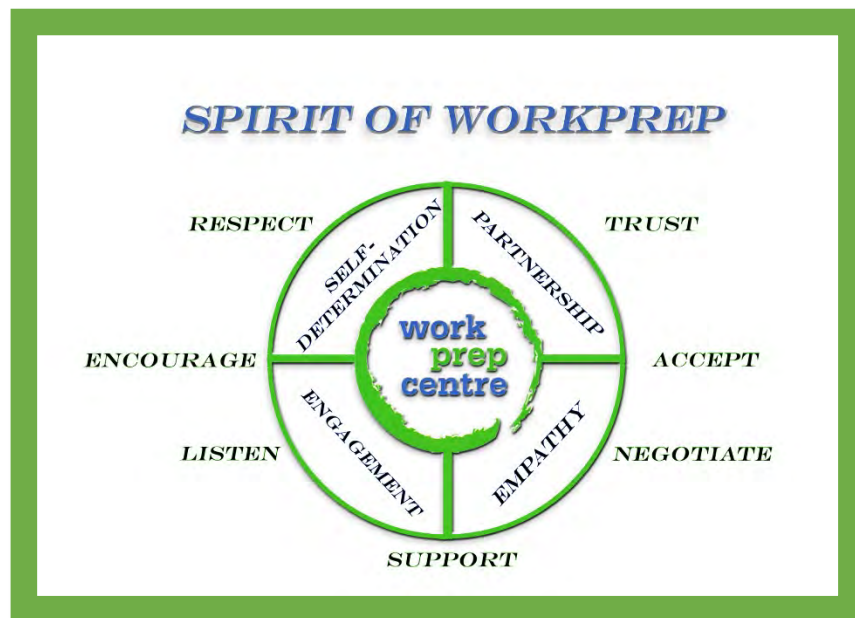 SPIRIT OF WORKPREP
RESPECT
TRUST
SELF-
DETERMINATION
PARTNERSHIP
work
prep
centre
ENCOURAGE
ACCEPT
ENGAGEMENT
EMPATHY
LISTEN
NEGOTIATE
SUPPORT